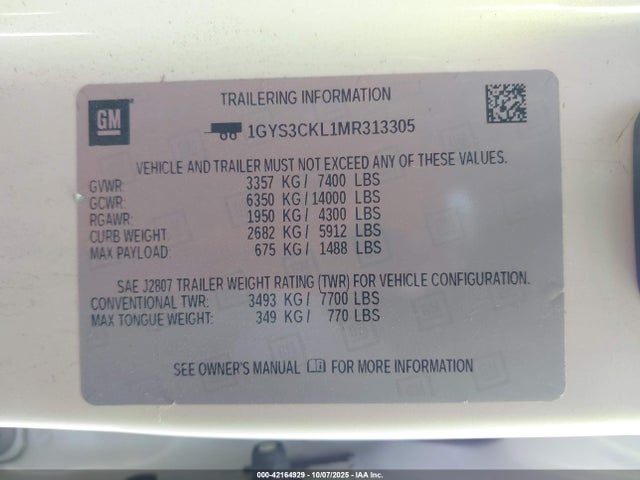 GM
TRAILERING INFORMATION
1GYS3CKL1MR313305
VEHICLE AND TRAILER MUST NOT EXCEED ANY OF THESE VALUES.
GVWR: 3357 KG / 7400 LBS
GCWR: 6350 KG / 14000 LBS
RGAWR: 1950 KG / 4300 LBS
CURB WEIGHT: 2682 KG / 5912 LBS
MAX PAYLOAD: 675 KG / 1488 LBS
SAE J2807 TRAILER WEIGHT RATING (TWR) FOR VEHICLE CONFIGURATION.
CONVENTIONAL TWR: 3493 KG / 7700 LBS
MAX TONGUE WEIGHT: 349 KG / 770 LBS
SEE OWNER'S MANUAL FOR MORE INFORMATION
000-42164929 - 10/07/2025 - IAA Inc.